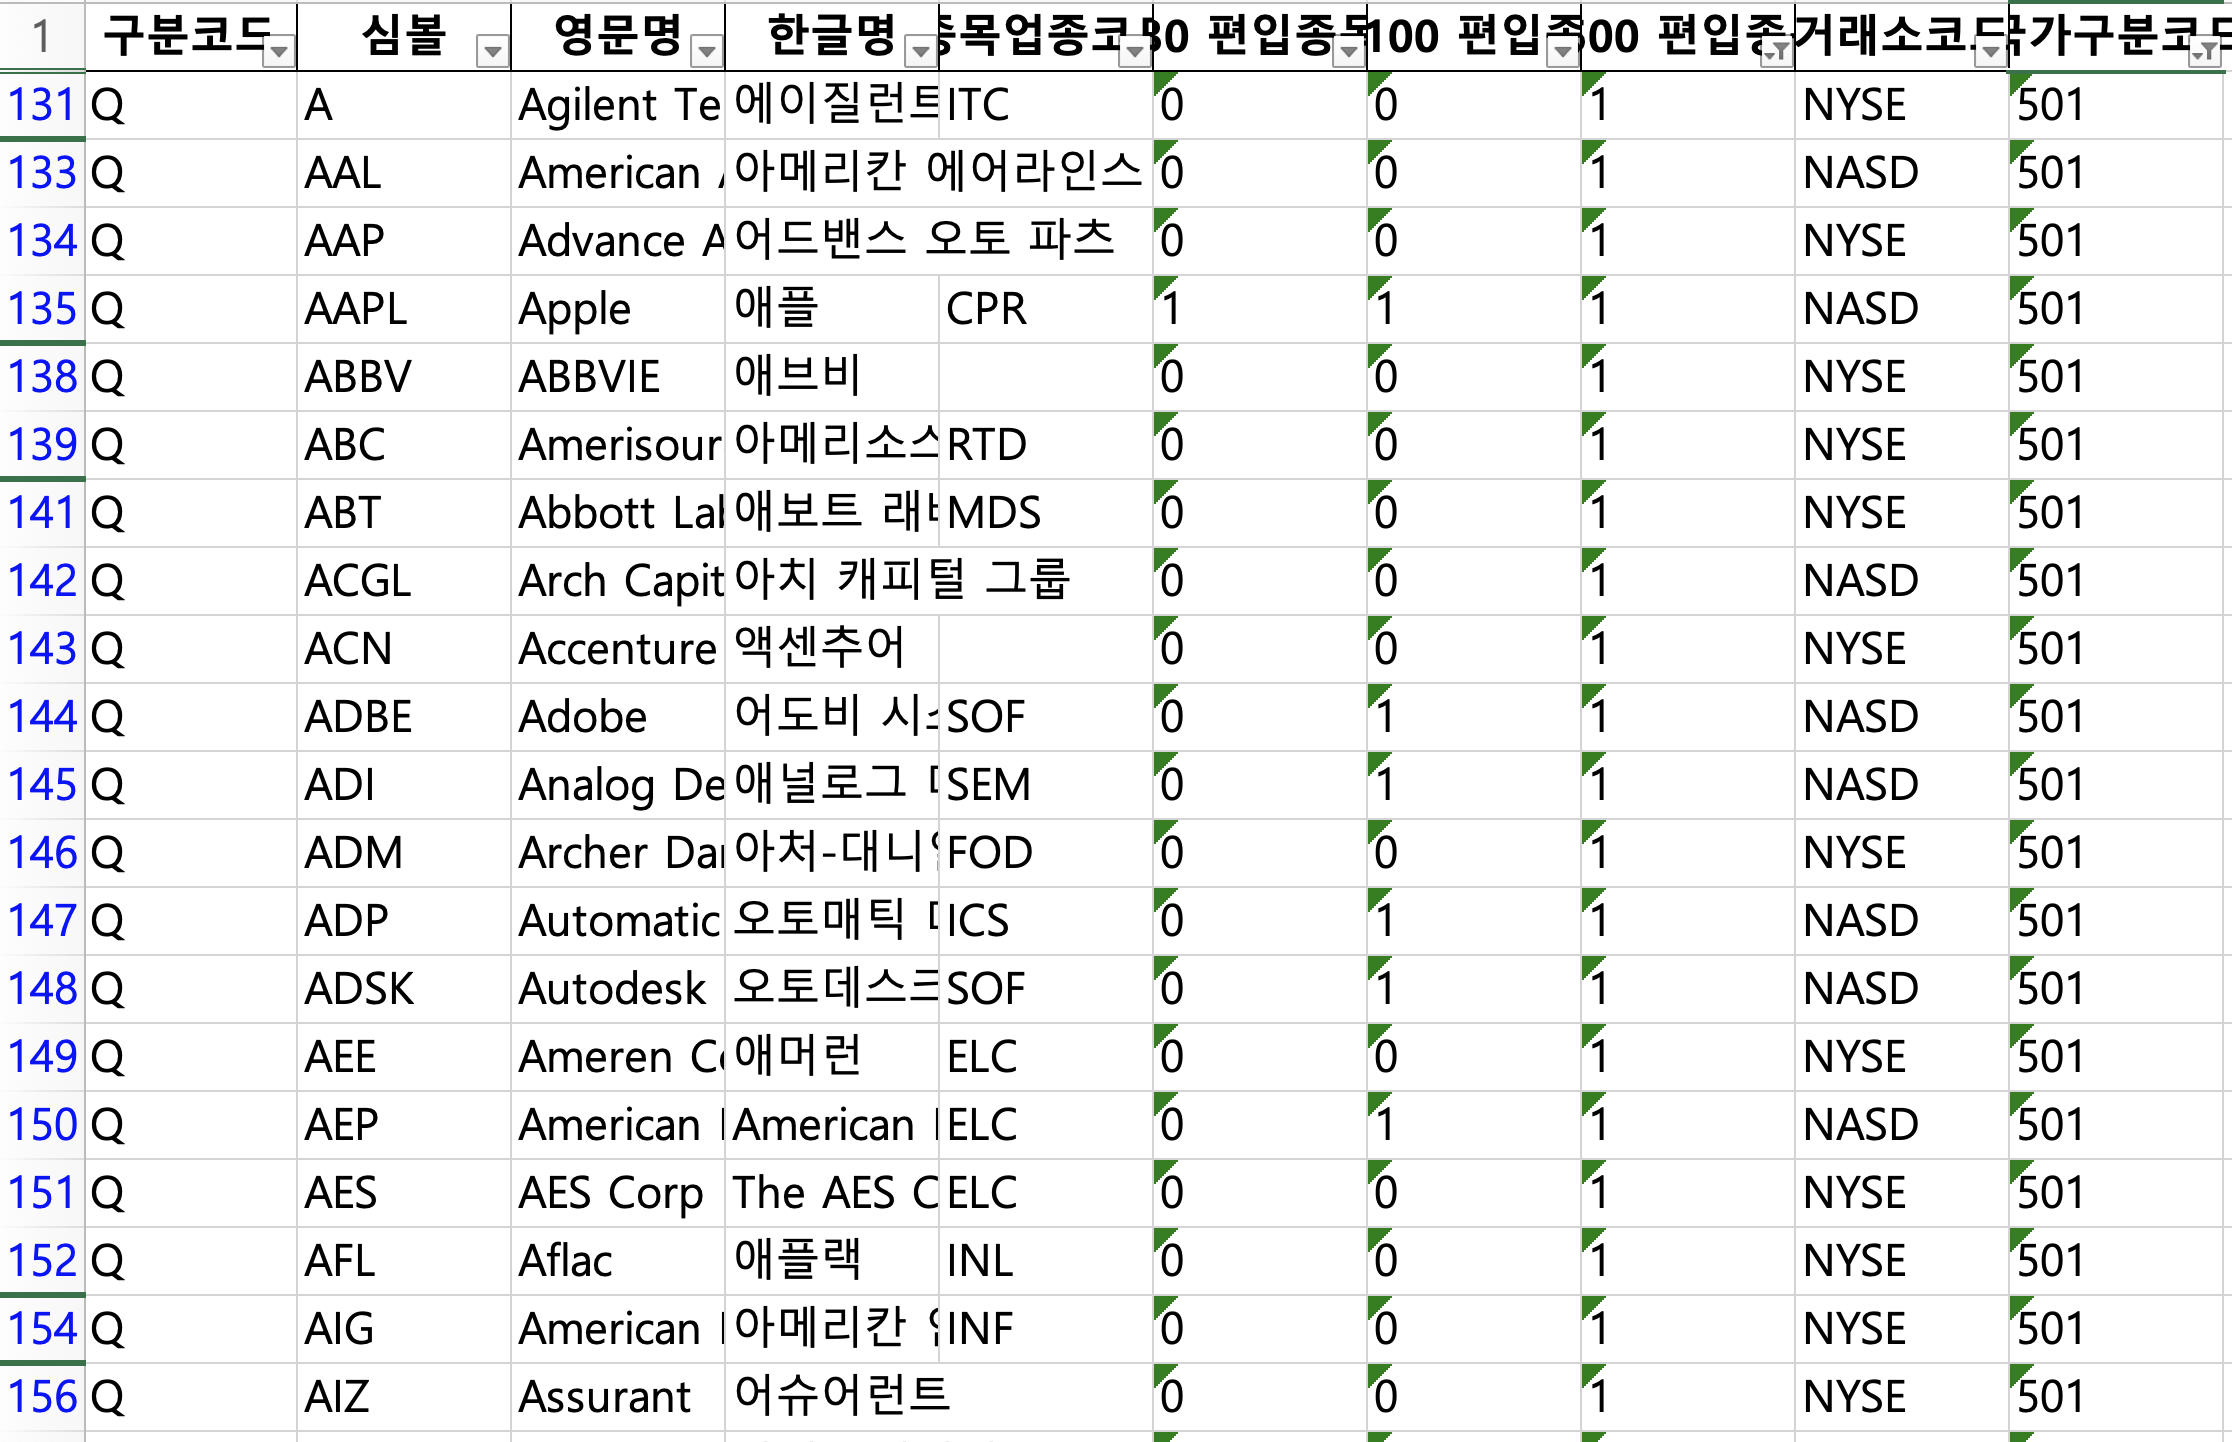 1 구분코드 심볼 영문명 한글명 종목업종코 30 편입종목 100 편입종 500 편입종 거래소코드 국가구분코드
131 Q A Agilent Te 에이질런트 ITC 0 0 1 NYSE 501
133 Q AAL American 아메리칸 에어라인스 0 0 1 NASD 501
134 Q AAP Advance A 어드밴스 오토 파츠 0 0 1 NYSE 501
135 Q AAPL Apple 애플 CPR 1 1 1 NASD 501
138 Q ABBV ABBVIE 애브비 0 0 1 NYSE 501
139 Q ABC Amerisour 아메리소스 RTD 0 0 1 NYSE 501
141 Q ABT Abbott Lab 애보트 래버 MDS 0 0 1 NYSE 501
142 Q ACGL Arch Capit 아치 캐피털 그룹 0 0 1 NASD 501
143 Q ACN Accenture 액센추어 0 0 1 NYSE 501
144 Q ADBE Adobe 어도비 시스 SOF 0 1 1 NASD 501
145 Q ADI Analog De 애널로그 SEM 0 1 1 NASD 501
146 Q ADM Archer Dan 아처-대니얼 FOD 0 0 1 NYSE 501
147 Q ADP Automatic 오토매틱 ICS 0 1 1 NASD 501
148 Q ADSK Autodesk 오토데스크 SOF 0 1 1 NASD 501
149 Q AEE Ameren Co 애머런 ELC 0 0 1 NYSE 501
150 Q AEP American American ELC 0 1 1 NASD 501
151 Q AES AES Corp The AES C ELC 0 0 1 NYSE 501
152 Q AFL Aflac 애플랙 INL 0 0 1 NYSE 501
154 Q AIG American 아메리칸 INF 0 0 1 NYSE 501
156 Q AIZ Assurant 어슈어런트 0 0 1 NYSE 501